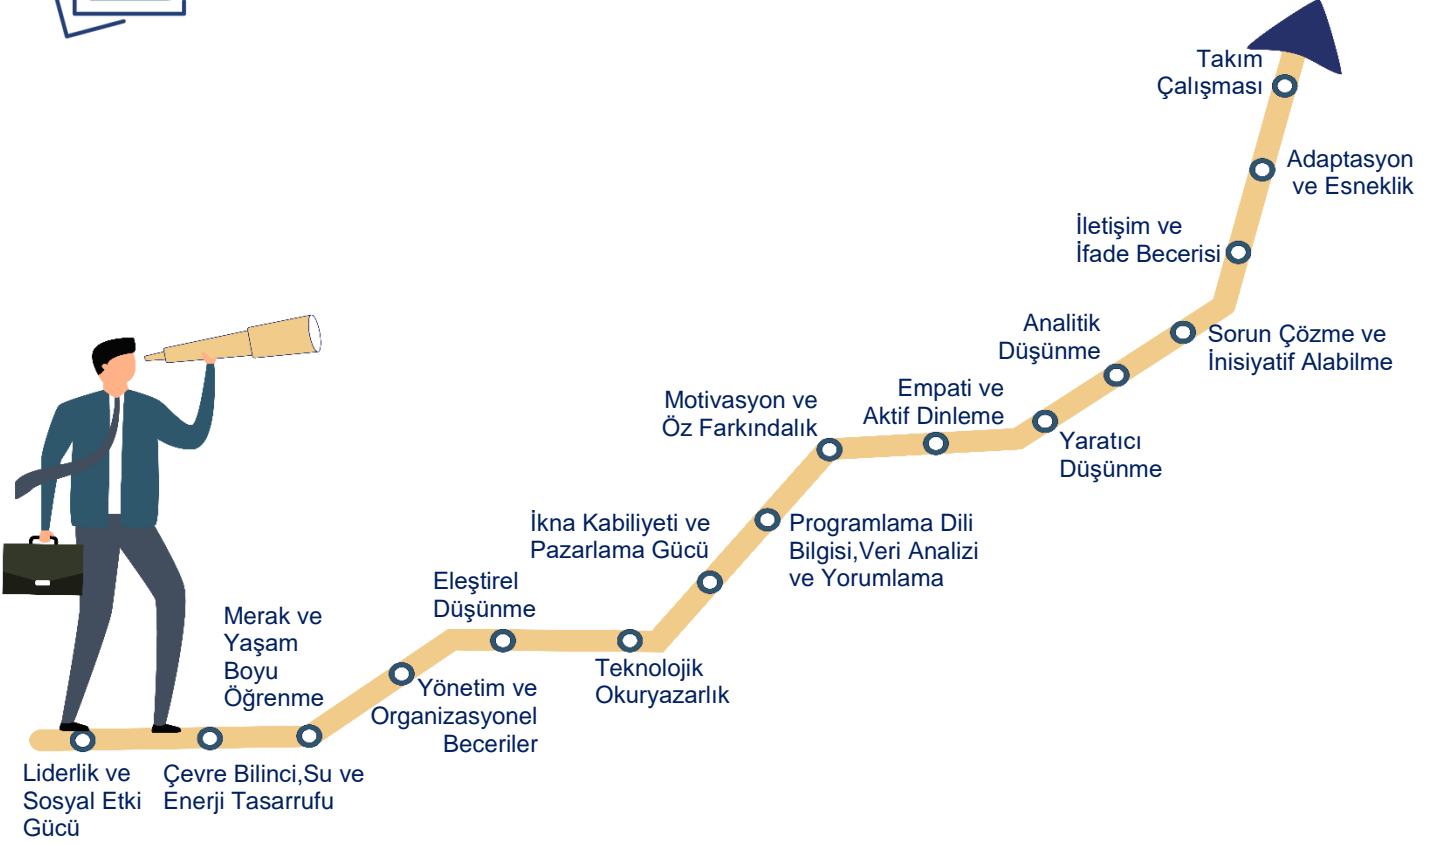 Takım
Çalışması
Adaptasyon
ve Esneklik
İletişim ve
İfade Becerisi
Analitik
Düşünme
Sorun Çözme ve
İnisiyatif Alabilme
Empati ve
Aktif Dinleme
Motivasyon ve
Öz Farkındalık
Yaratıcı
Düşünme
İkna Kabiliyeti ve
Pazarlama Gücü
Programlama Dili
Bilgisi,Veri Analizi
ve Yorumlama
Eleştirel
Düşünme
Merak ve
Yaşam
Boyu
Öğrenme
Teknolojik
Okuryazarlık
Yönetim ve
Organizasyonel
Beceriler
Liderlik ve
Sosyal Etki
Gücü
Çevre Bilinci,Su ve
Enerji Tasarrufu